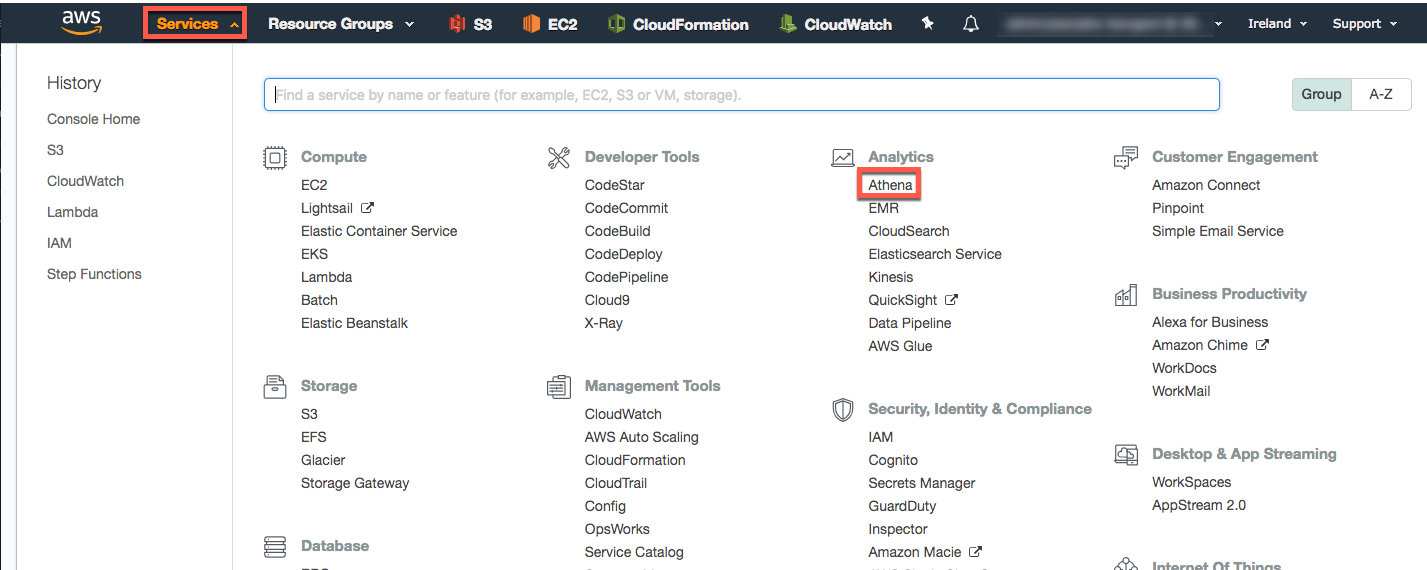 aws Services Resource Groups S3 EC2 CloudFormation CloudWatch Ireland Support
History
Console Home
S3
CloudWatch
Lambda
IAM
Step Functions
Find a service by name or feature (for example, EC2, S3 or VM, storage).
Group A-Z
Compute
EC2
Lightsail
Elastic Container Service
EKS
Lambda
Batch
Elastic Beanstalk
Storage
S3
EFS
Glacier
Storage Gateway
Database
Developer Tools
CodeStar
CodeCommit
CodeBuild
CodeDeploy
CodePipeline
Cloud9
X-Ray
Management Tools
CloudWatch
AWS Auto Scaling
CloudFormation
CloudTrail
Config
OpsWorks
Service Catalog
Analytics
Athena
EMR
CloudSearch
Elasticsearch Service
Kinesis
QuickSight
Data Pipeline
AWS Glue
Security, Identity & Compliance
IAM
Cognito
Secrets Manager
GuardDuty
Inspector
Amazon Macie
Customer Engagement
Amazon Connect
Pinpoint
Simple Email Service
Business Productivity
Alexa for Business
Amazon Chime
WorkDocs
WorkMail
Desktop & App Streaming
WorkSpaces
AppStream 2.0
Internet Of Things